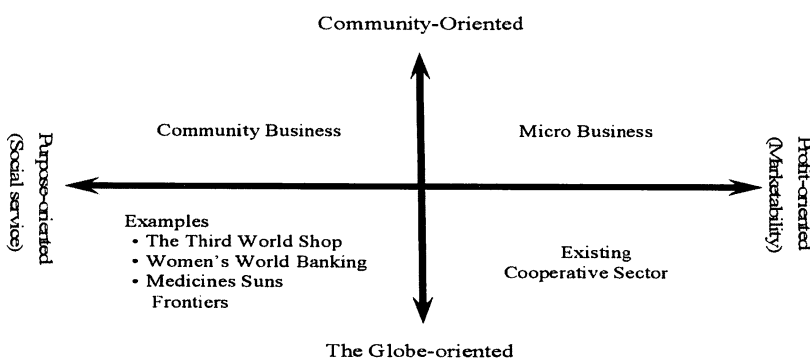 Community-Oriented
Community Business
Micro Business
Purpose-oriented
(Social service)
Profit-oriented
(Marketability)
Examples
• The Third World Shop
• Women's World Banking
• Medicines Suns
Frontiers
Existing
Cooperative Sector
The Globe-oriented